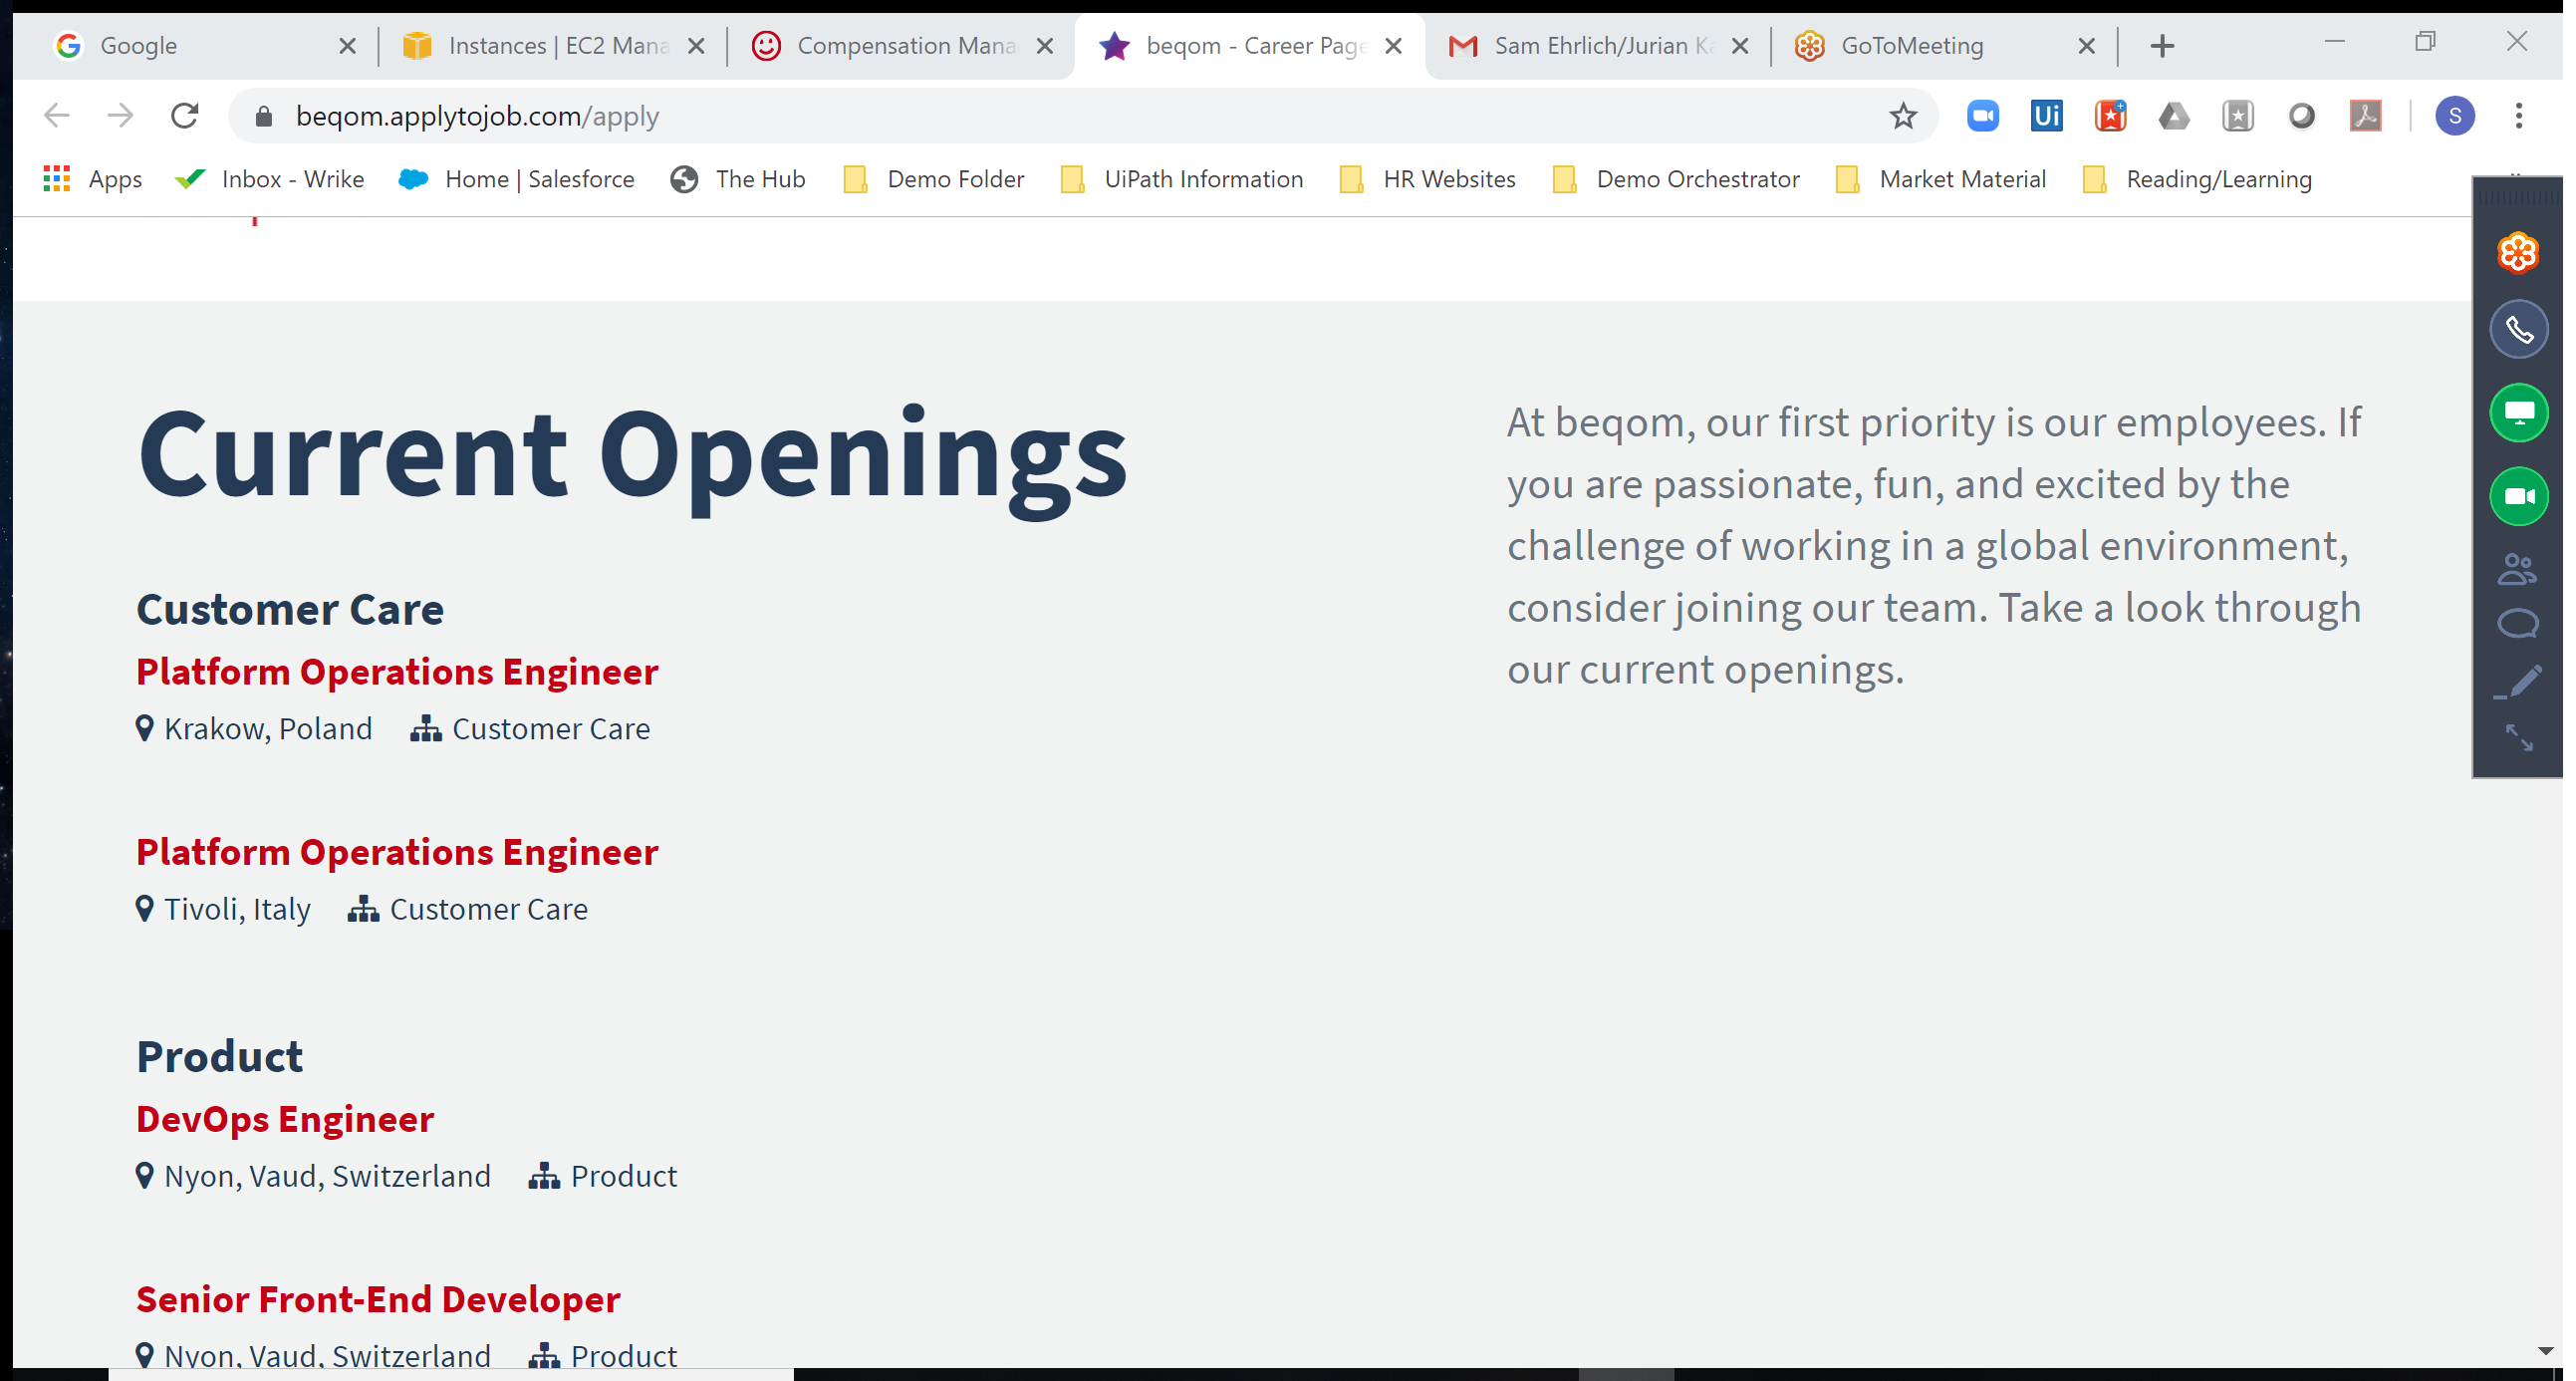 Google
Instances | EC2 Mana
Compensation Mana
beqom - Career Page
Sam Ehrlich/Jurian Ka
GoToMeeting
beqom.applytojob.com/apply
Ui
S
Apps
Inbox - Wrike
Home | Salesforce
The Hub
Demo Folder
UiPath Information
HR Websites
Demo Orchestrator
Market Material
Reading/Learning
Current Openings
Customer Care
Platform Operations Engineer
Krakow, Poland Customer Care
Platform Operations Engineer
Tivoli, Italy Customer Care
Product
DevOps Engineer
Nyon, Vaud, Switzerland Product
Senior Front-End Developer
Nyon, Vaud, Switzerland Product
At beqom, our first priority is our employees. If
you are passionate, fun, and excited by the
challenge of working in a global environment,
consider joining our team. Take a look through
our current openings.